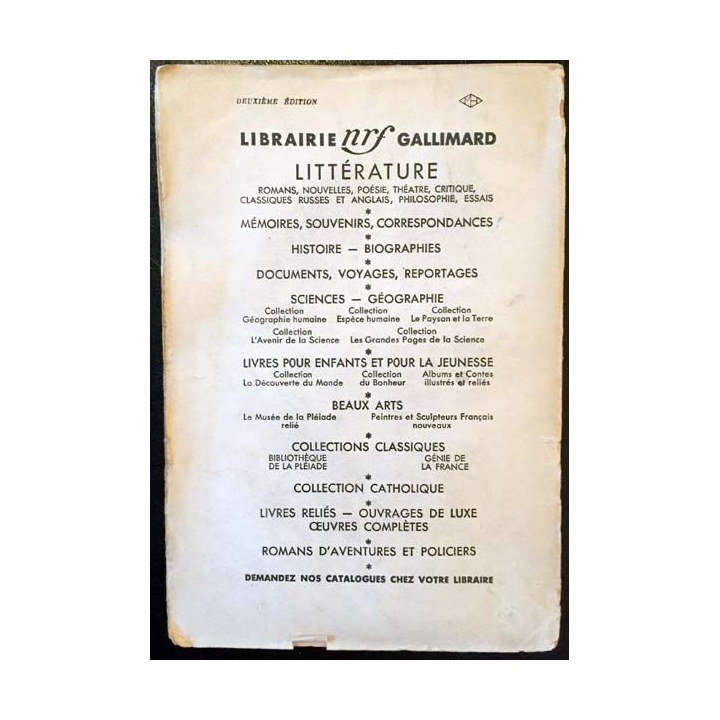 DEUXIÈME ÉDITION
LIBRAIRIE nrf GALLIMARD
LITTÉRATURE
ROMANS, NOUVELLES, POÉSIE, THÉATRE, CRITIQUE,
CLASSIQUES RUSSES ET ANGLAIS, PHILOSOPHIE, ESSAIS
*
MÉMOIRES, SOUVENIRS, CORRESPONDANCES
*
HISTOIRE — BIOGRAPHIES
*
DOCUMENTS, VOYAGES, REPORTAGES
*
SCIENCES — GÉOGRAPHIE
Collection Collection Collection
Géographie humaine Espèce humaine Le Paysan et la Terre
Collection Collection
L'Avenir de la Science Les Grandes Pages de la Science
*
LIVRES POUR ENFANTS ET POUR LA JEUNESSE
Collection Collection Albums et Contes
La Découverte du Monde du Bonheur illustrés et reliés
*
BEAUX ARTS
Le Musée de la Pléiade Peintres et Sculpteurs Français
relié nouveaux
*
COLLECTIONS CLASSIQUES
BIBLIOTHÈQUE GÉNIE DE
DE LA PLÉIADE LA FRANCE
*
COLLECTION CATHOLIQUE
*
LIVRES RELIÉS — OUVRAGES DE LUXE
ŒUVRES COMPLÈTES
*
ROMANS D'AVENTURES ET POLICIERS
*
DEMANDEZ NOS CATALOGUES CHEZ VOTRE LIBRAIRE